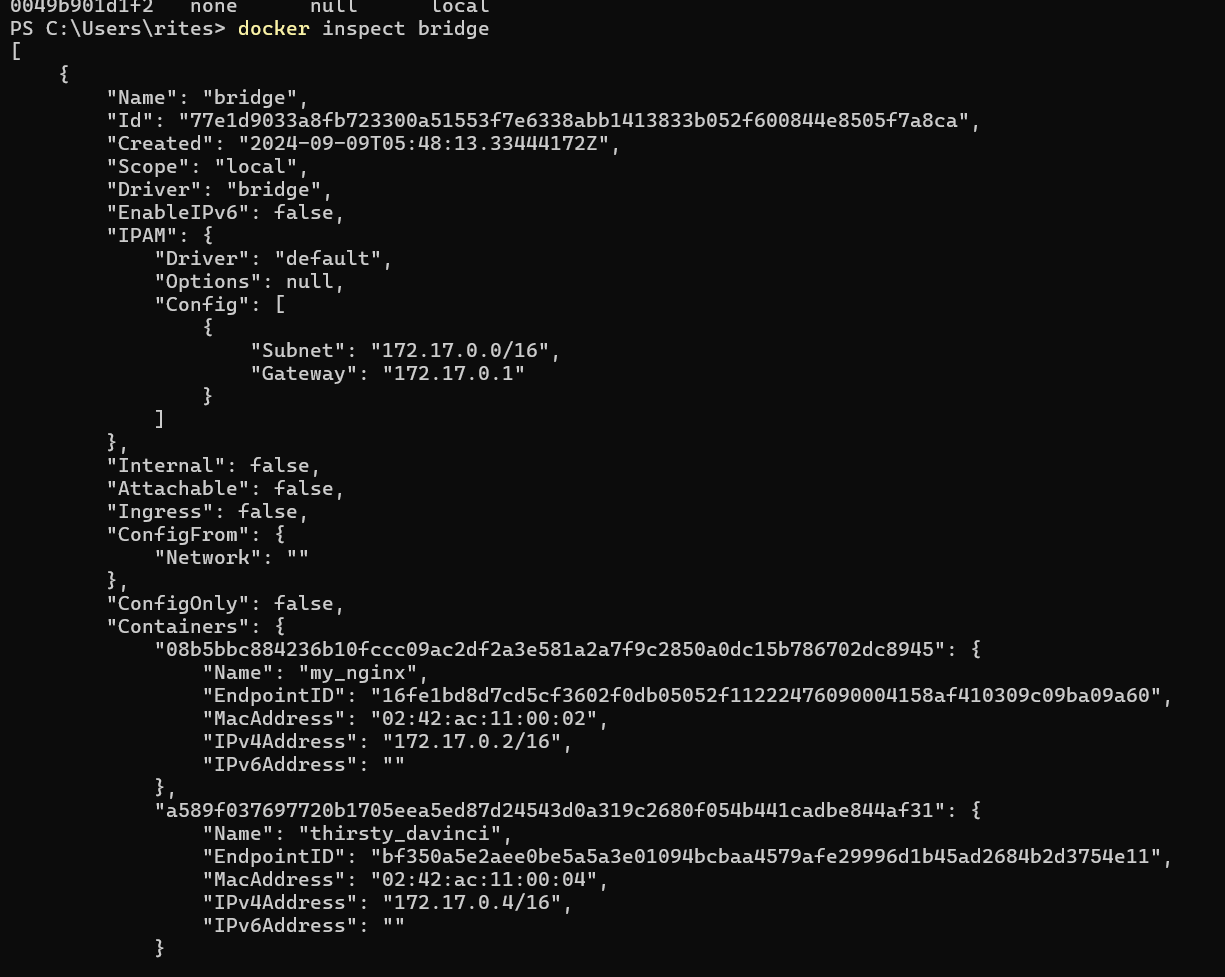 0049b901d1f2   none      null      local
PS C:\Users\rites> docker inspect bridge
[
    {
        "Name": "bridge",
        "Id": "77e1d9033a8fb723300a51553f7e6338abb1413833b052f600844e8505f7a8ca",
        "Created": "2024-09-09T05:48:13.33444172Z",
        "Scope": "local",
        "Driver": "bridge",
        "EnableIPv6": false,
        "IPAM": {
            "Driver": "default",
            "Options": null,
            "Config": [
                {
                    "Subnet": "172.17.0.0/16",
                    "Gateway": "172.17.0.1"
                }
            ]
        },
        "Internal": false,
        "Attachable": false,
        "Ingress": false,
        "ConfigFrom": {
            "Network": ""
        },
        "ConfigOnly": false,
        "Containers": {
            "08b5bbc884236b10fccc09ac2df2a3e581a2a7f9c2850a0dc15b786702dc8945": {
                "Name": "my_nginx",
                "EndpointID": "16fe1bd8d7cd5cf3602f0db05052f11222476090004158af410309c09ba09a60",
                "MacAddress": "02:42:ac:11:00:02",
                "IPv4Address": "172.17.0.2/16",
                "IPv6Address": ""
            },
            "a589f037697720b1705eea5ed87d24543d0a319c2680f054b441cadbe844af31": {
                "Name": "thirsty_davinci",
                "EndpointID": "bf350a5e2aee0be5a5a3e01094bcbaa4579afe29996d1b45ad2684b2d3754e11",
                "MacAddress": "02:42:ac:11:00:04",
                "IPv4Address": "172.17.0.4/16",
                "IPv6Address": ""
            }